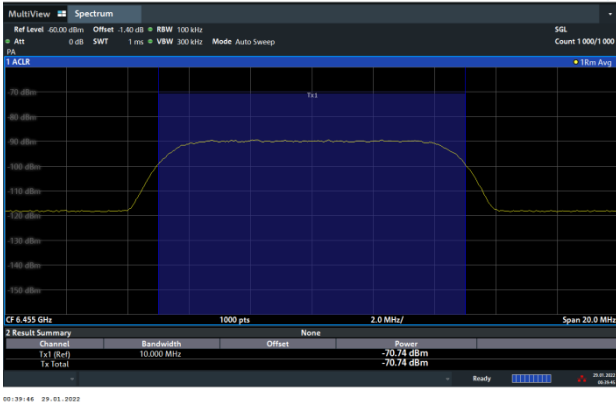 MultiView Spectrum
Ref Level -60.00 dBm Offset -1.40 dB RBW 100 kHz SGL
Att 0 dB SWT 1 ms VBW 300 kHz Mode Auto Sweep Count 1 000/1 000
PA
1 ACLR 1Rm Avg
Tx1
-70 dBm
-80 dBm
-90 dBm
-100 dBm
-110 dBm
-120 dBm
-130 dBm
-140 dBm
-150 dBm
CF 6.455 GHz 1000 pts 2.0 MHz/ Span 20.0 MHz
2 Result Summary None
Channel Bandwidth Offset Power
Tx1 (Ref) 10.000 MHz -70.74 dBm
Tx Total -70.74 dBm
Ready 29.01.2022
00:39:45
00:39:46 29.01.2022